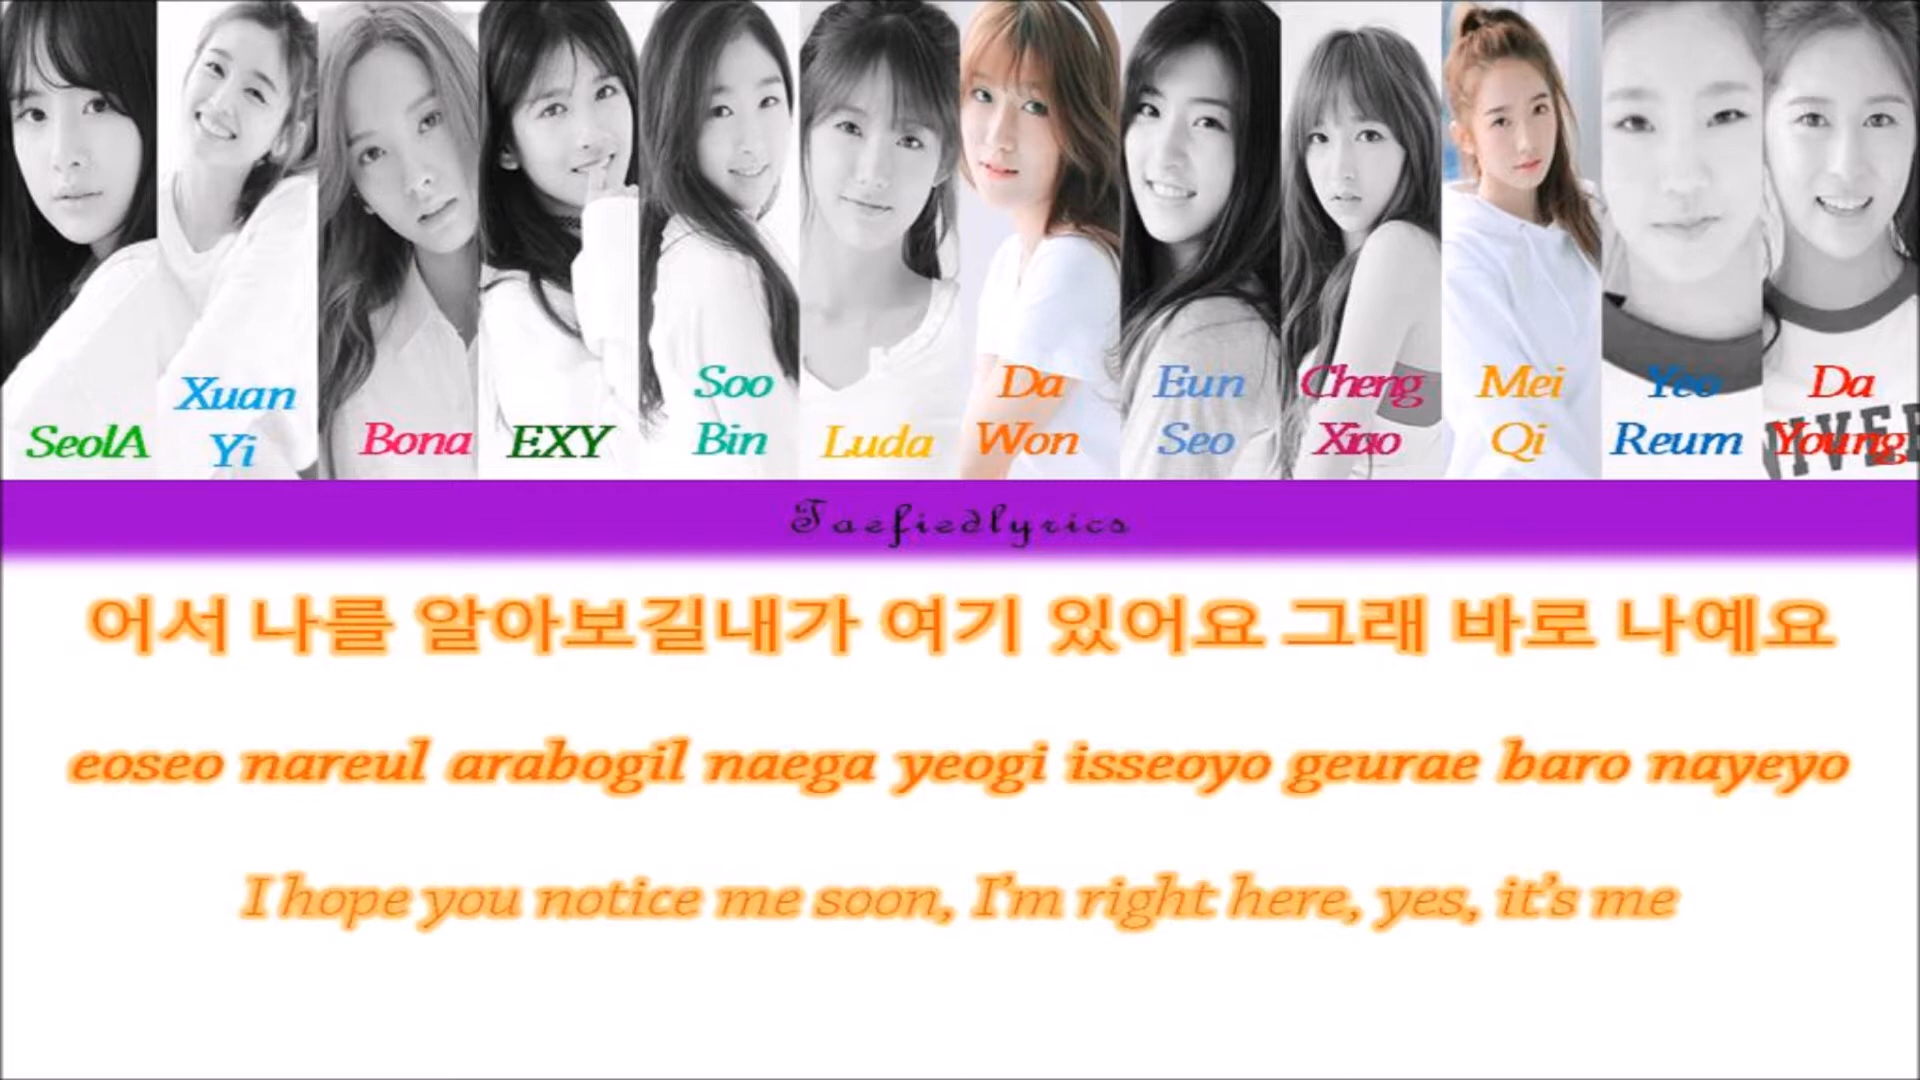 SeolA
Xuan
Yi
Bona
EXY
Soo
Bin
Luda
Da
Won
Eun
Seo
Cheng
Xiao
Mei
Qi
Yeo
Reum
Da
Young
Taefiedlyrics
어서 나를 알아보길내가 여기 있어요 그래 바로 나예요
eoseo nareul arabogil naega yeogi isseoyo geurae baro nayeyo
I hope you notice me soon, I'm right here, yes, it's me